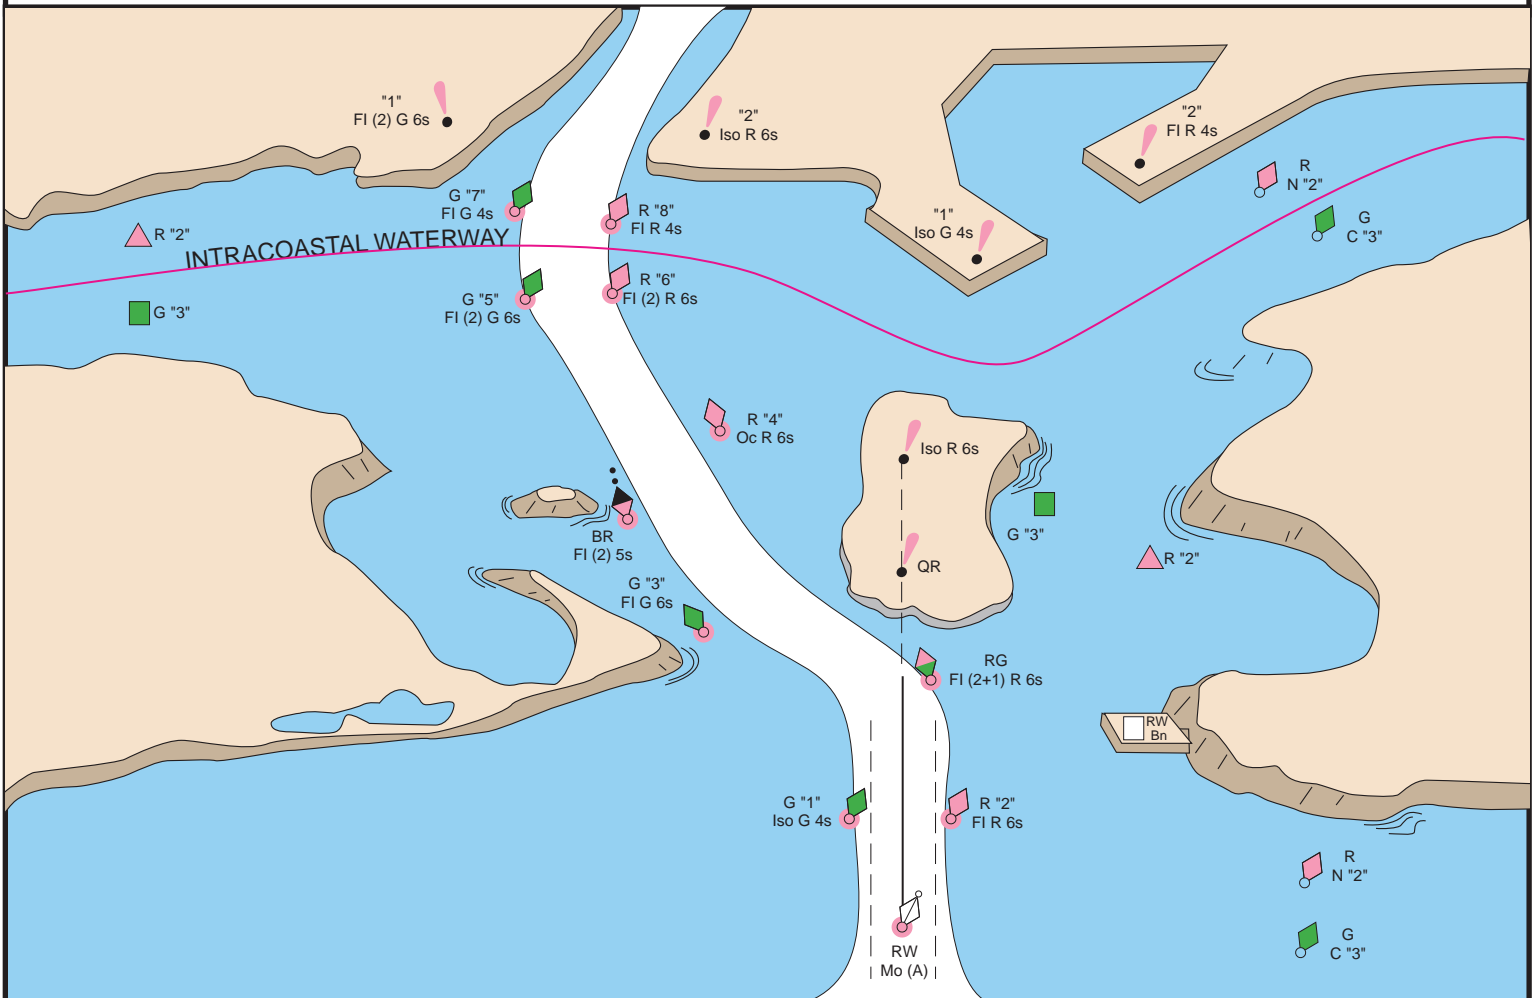 "1"
Fl (2) G 6s
"2"
Iso R 6s
"2"
Fl R 4s
R
N "2"
G
C "3"
G "7"
Fl G 4s
R "8"
Fl R 4s
"1"
Iso G 4s
R "2"
INTRACOASTAL WATERWAY
G "3"
G "5"
Fl (2) G 6s
R "6"
Fl (2) R 6s
R "4"
Oc R 6s
Iso R 6s
G "3"
BR
Fl (2) 5s
R "2"
QR
G "3"
Fl G 6s
RG
Fl (2+1) R 6s
RW
Bn
G "1"
Iso G 4s
R "2"
Fl R 6s
R
N "2"
G
C "3"
RW
Mo (A)